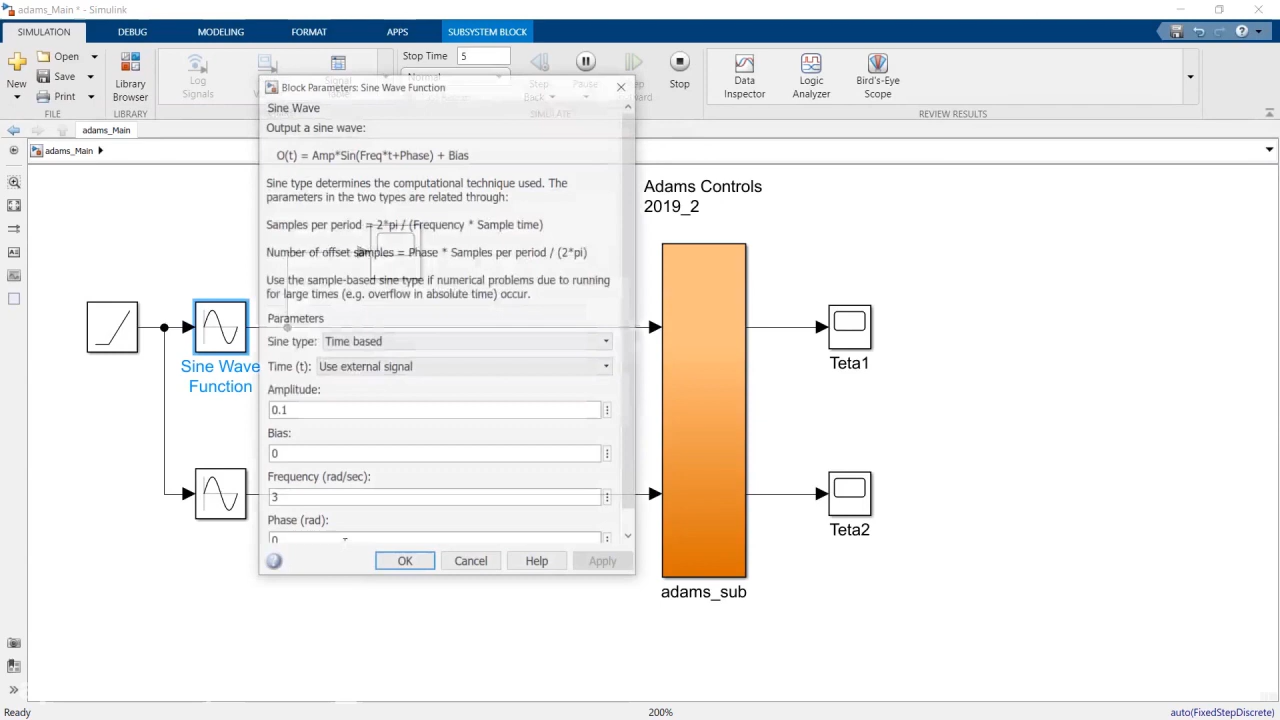 adams_Main * - Simulink
SIMULATION DEBUG MODELING FORMAT APPS SUBSYSTEM BLOCK
New
Open
Save
Print
FILE
Library
Browser
LIBRARY
Log
Signals
Signal
Stop Time 5
Normal
Step
Back
Pause
Stop
SIMULATE
Data
Inspector
Logic
Analyzer
Bird's-Eye
Scope
REVIEW RESULTS
adams_Main
adams_Main
Block Parameters: Sine Wave Function
Sine Wave
Output a sine wave:
O(t) = Amp*Sin(Freq*t+Phase) + Bias
Sine type determines the computational technique used. The
parameters in the two types are related through:
Samples per period = 2*pi / (Frequency * Sample time)
Number of offset samples = Phase * Samples per period / (2*pi)
Use the sample-based sine type if numerical problems due to running
for large times (e.g. overflow in absolute time) occur.
Parameters
Sine type: Time based
Time (t): Use external signal
Amplitude:
0.1
Bias:
0
Frequency (rad/sec):
3
Phase (rad):
0
OK Cancel Help Apply
Sine Wave
Function
Adams Controls
2019_2
Teta1
Teta2
adams_sub
Ready 200% auto(FixedStepDiscrete)